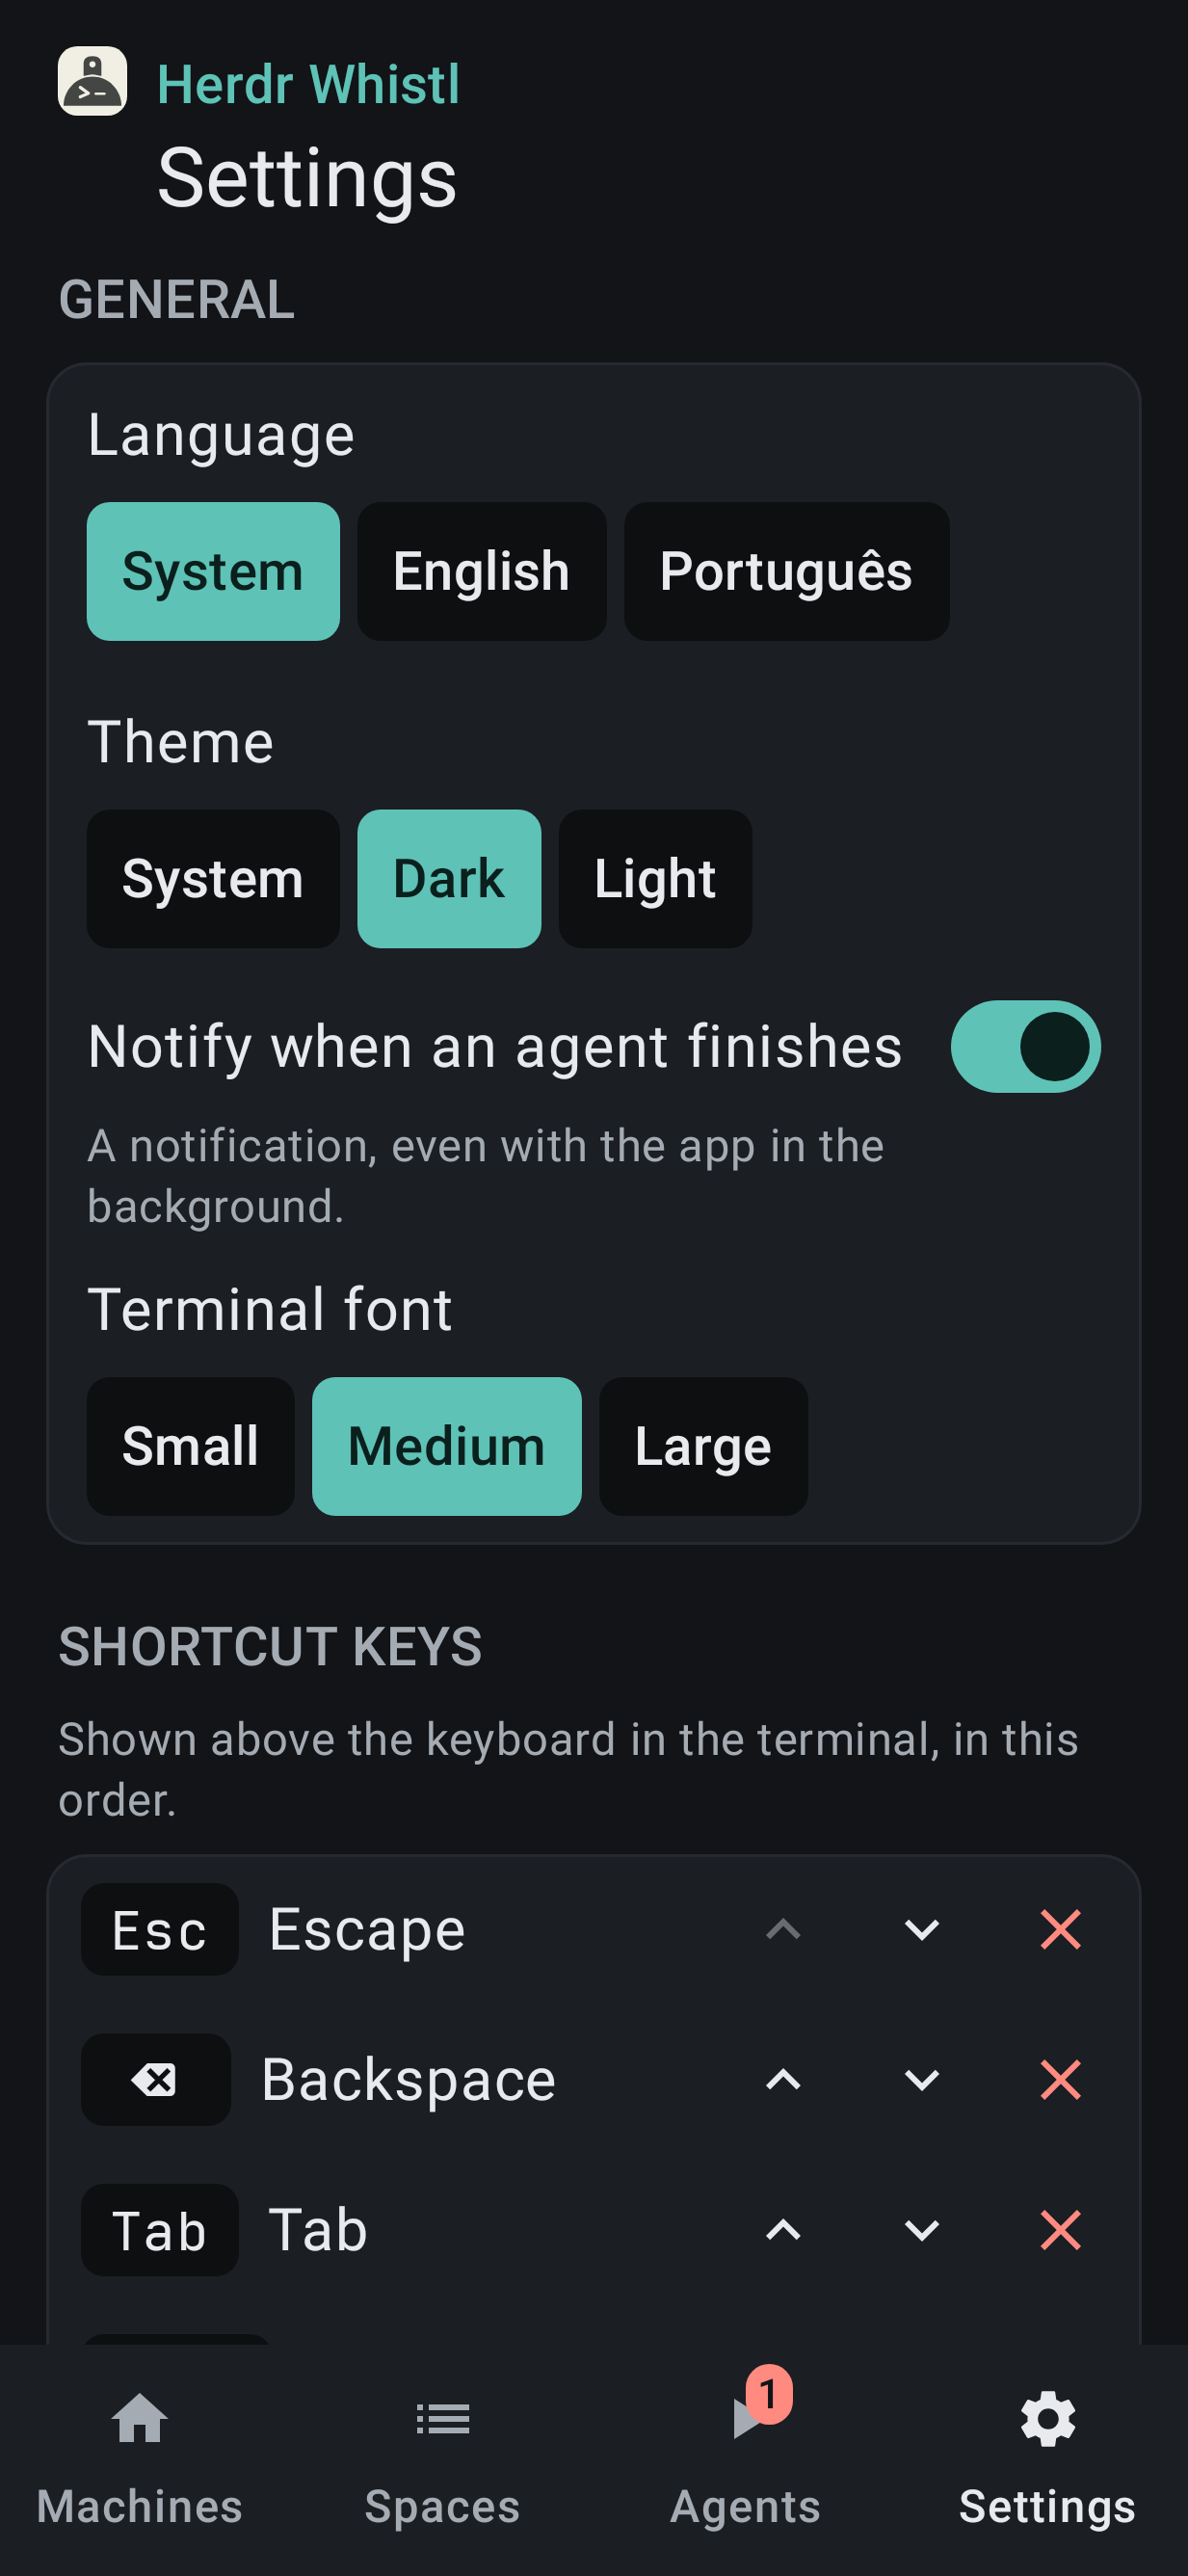 Herdr Whistl
Settings
GENERAL
Language
System English Português
Theme
System Dark Light
Notify when an agent finishes
A notification, even with the app in the
background.
Terminal font
Small Medium Large
SHORTCUT KEYS
Shown above the keyboard in the terminal, in this
order.
Esc Escape
Backspace
Tab Tab
1
Machines Spaces Agents Settings